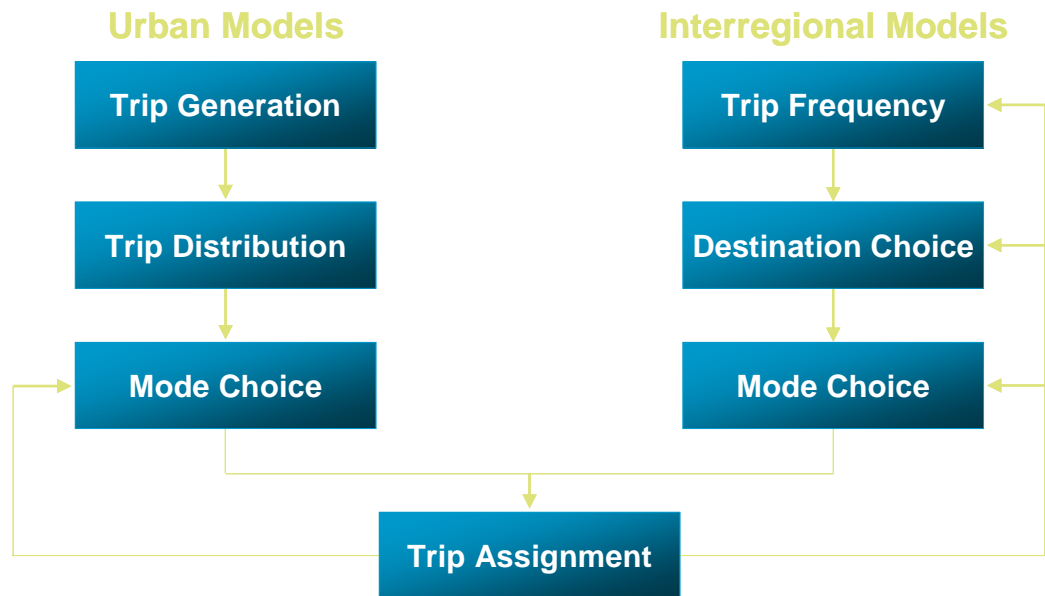 Urban Models
Interregional Models
Trip Generation
Trip Frequency
Trip Distribution
Destination Choice
Mode Choice
Mode Choice
Trip Assignment